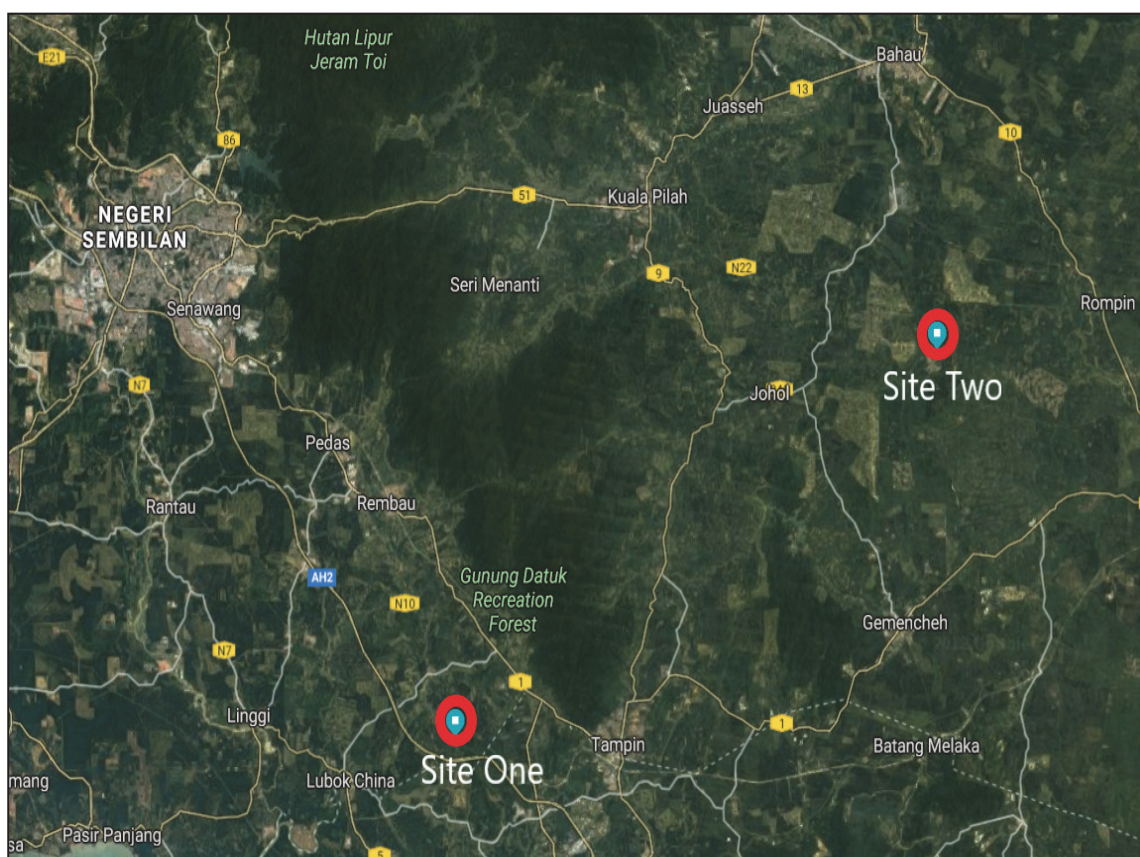 Hutan Lipur
Jeram Toi
Bahau
E21
13
Juasseh
10
86
51
Kuala Pilah
NEGERI
SEMBILAN
9
N22
Seri Menanti
Rompin
Senawang
Site Two
N7
Johol
Pedas
Rantau
Rembau
AH2
Gunung Datuk
Recreation
Forest
N10
Gemencheh
N7
1
Linggi
1
Tampin
Batang Melaka
Site One
Lubok China
mang
Pasir Panjang
sa
5